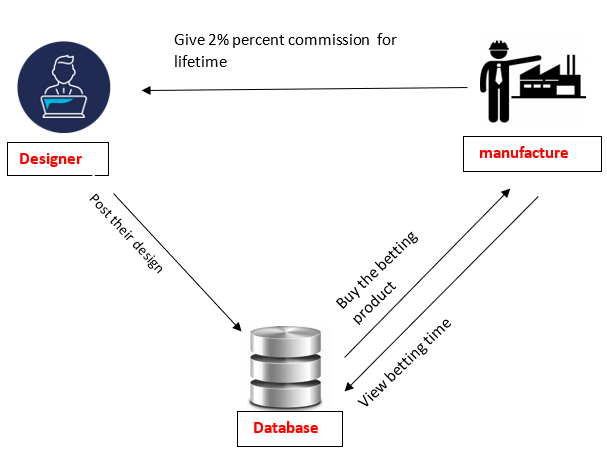 Give 2% percent commission for
lifetime
Designer
manufacture
Post their design
Buy the betting
product
View betting time
Database